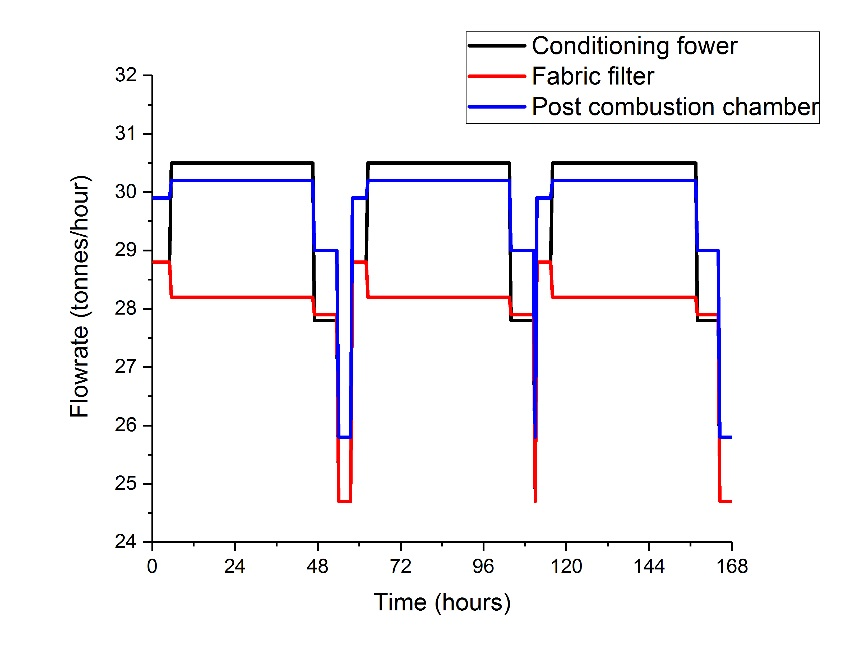 Conditioning fower
Fabric filter
Post combustion chamber
32
31
30
29
28
27
26
25
24
Flowrate (tonnes/hour)
0 24 48 72 96 120 144 168
Time (hours)